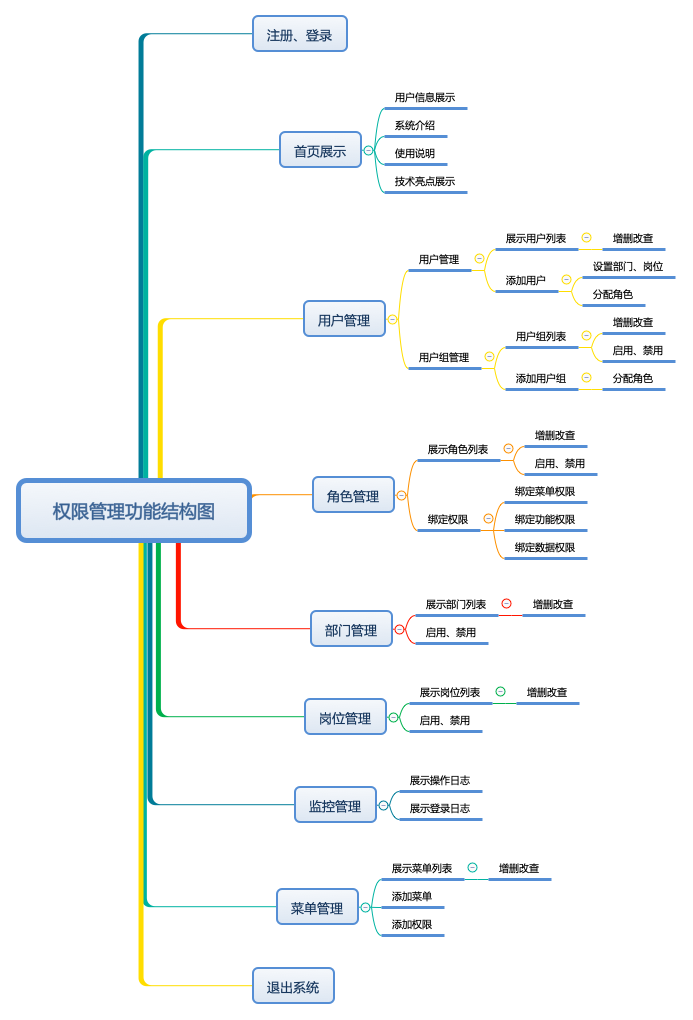 注册、登录
用户信息展示
系统介绍
首页展示
使用说明
技术亮点展示
展示用户列表
增删改查
用户管理
设置部门、岗位
添加用户
分配角色
用户管理
增删改查
用户组列表
启用、禁用
用户组管理
添加用户组
分配角色
增删改查
展示角色列表
启用、禁用
角色管理
绑定菜单权限
绑定权限
绑定功能权限
绑定数据权限
权限管理功能结构图
展示部门列表
增删改查
部门管理
启用、禁用
展示岗位列表
增删改查
岗位管理
启用、禁用
展示操作日志
监控管理
展示登录日志
展示菜单列表
增删改查
添加菜单
菜单管理
添加权限
退出系统